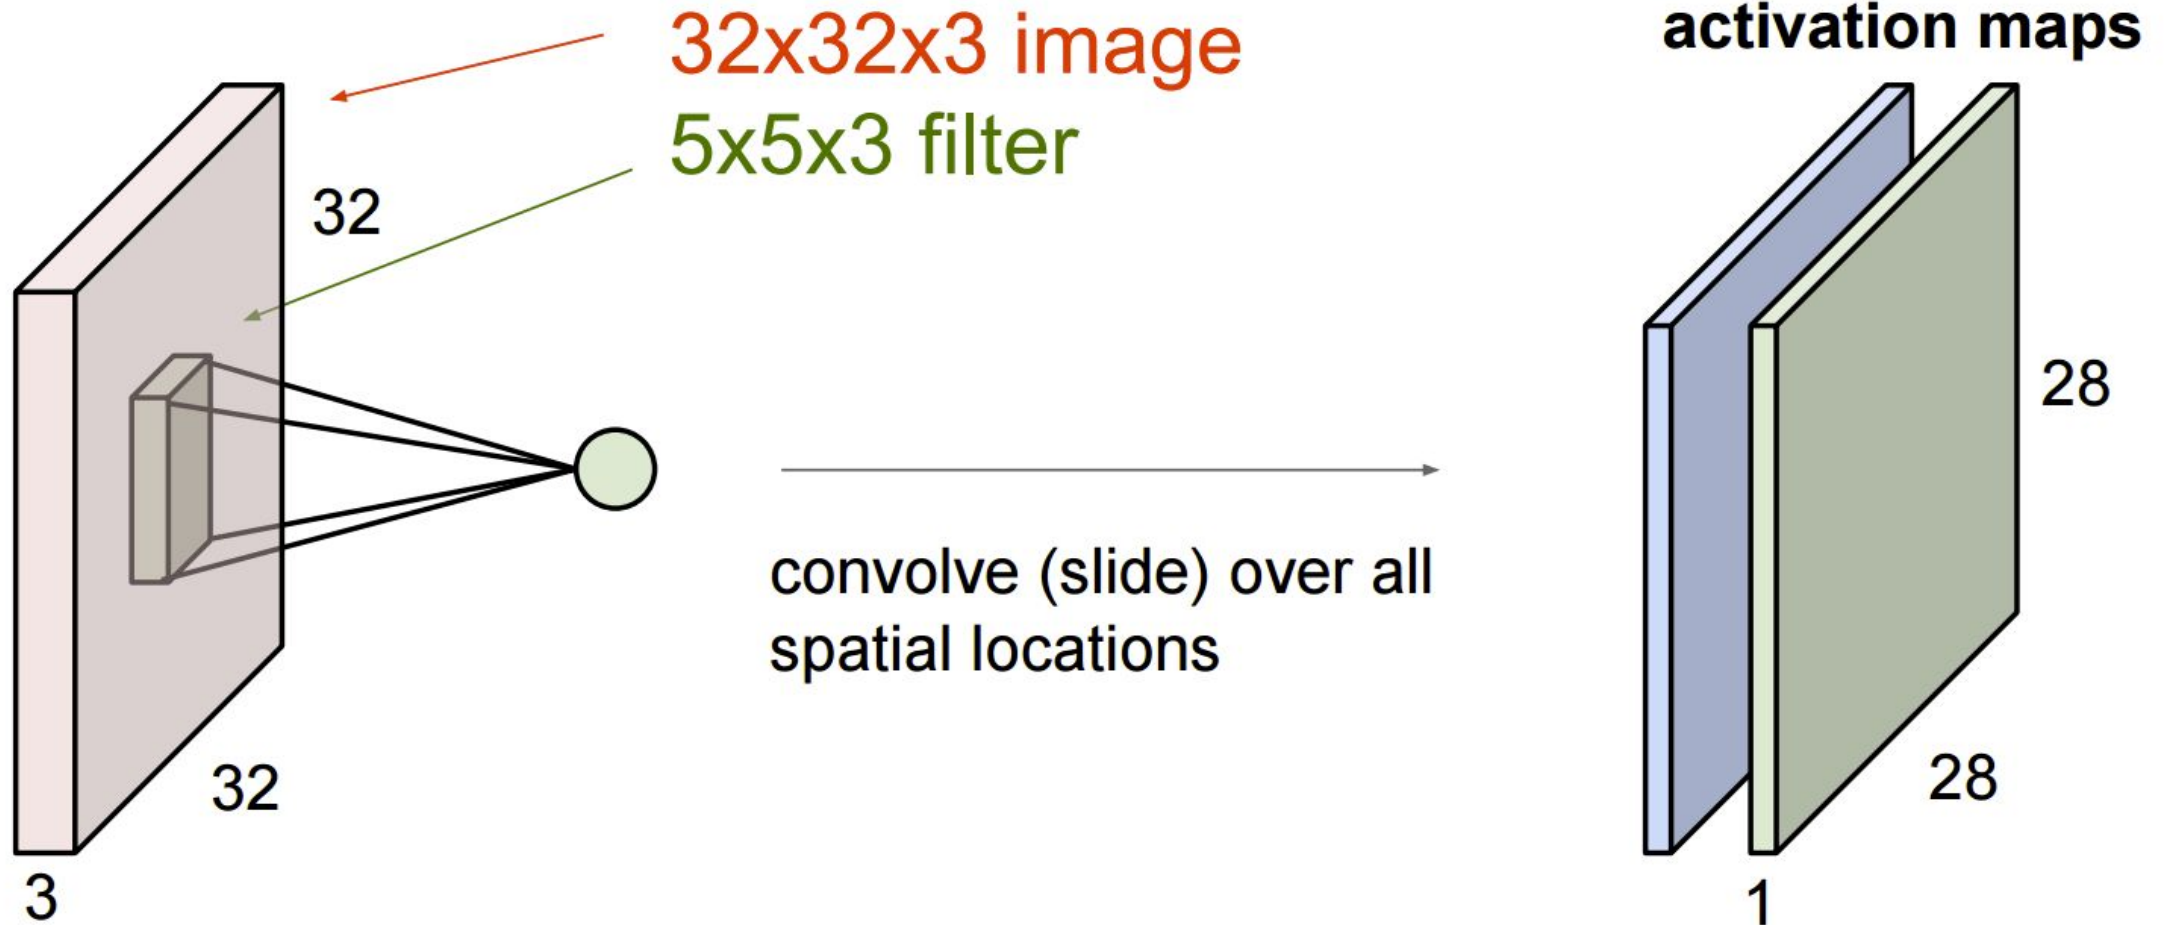 32x32x3 image
5x5x3 filter
32
32
3
convolve (slide) over all
spatial locations
activation maps
28
28
1